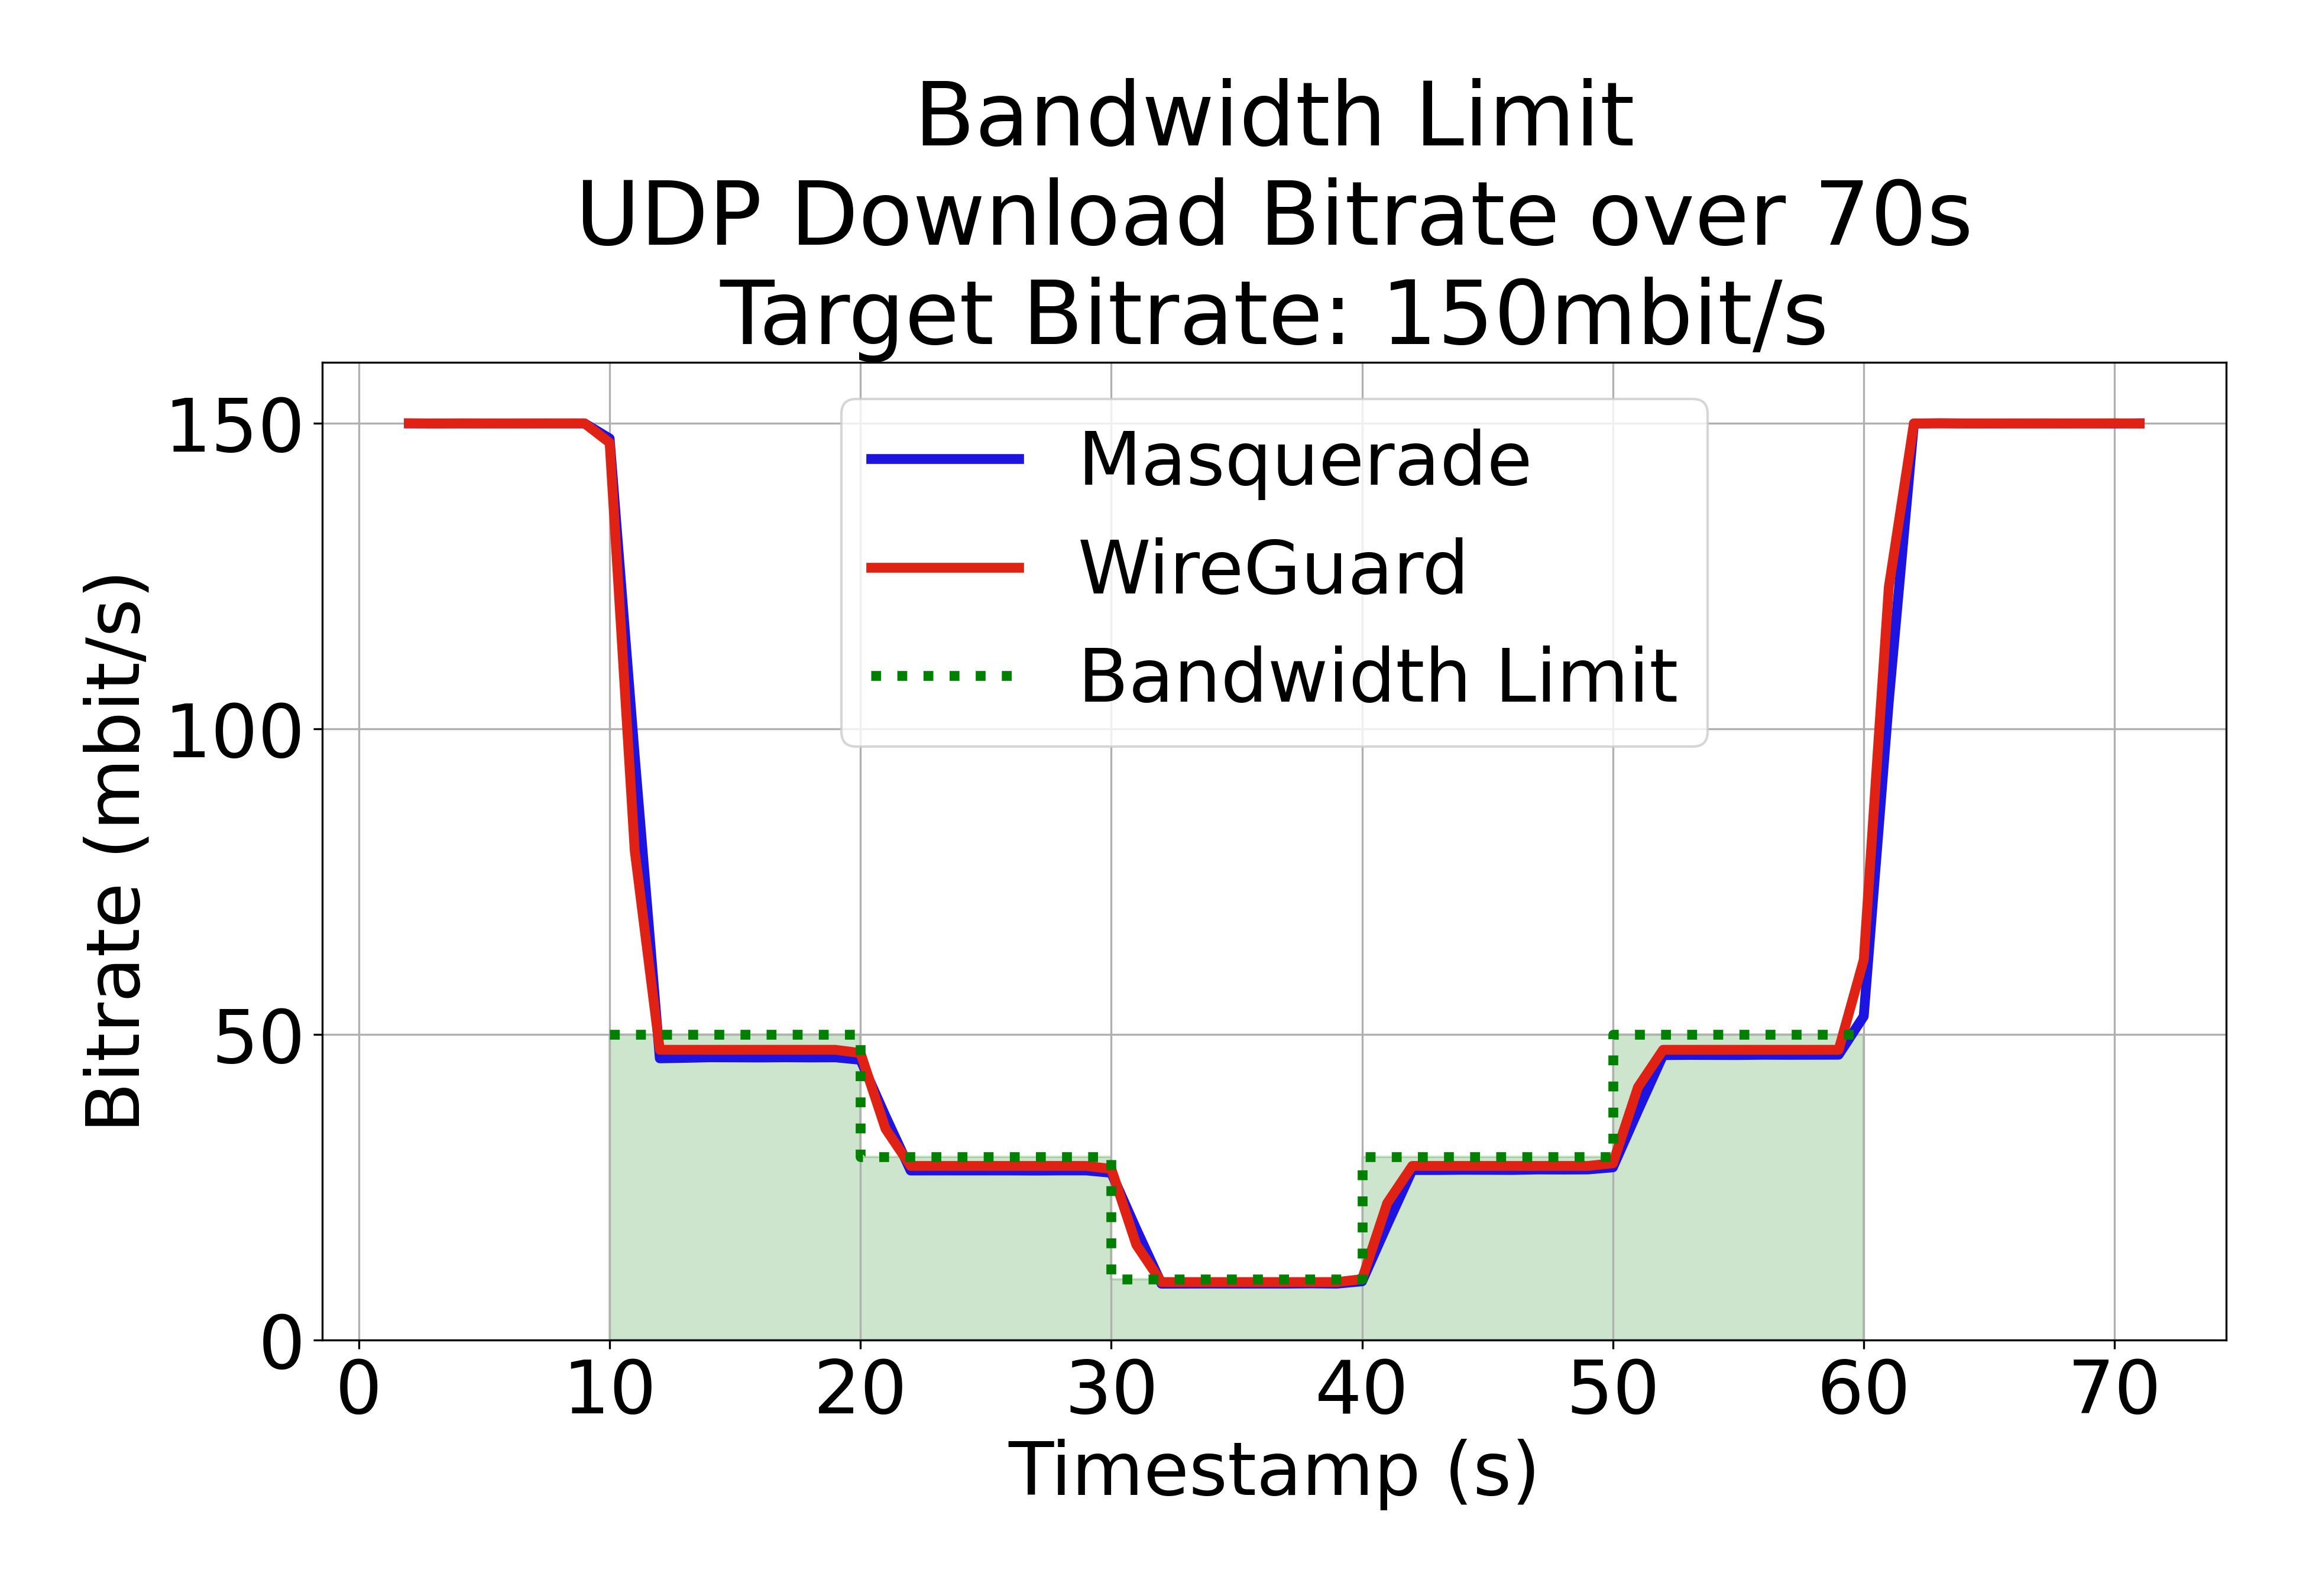 Bandwidth Limit
UDP Download Bitrate over 70s
Target Bitrate: 150mbit/s
Bitrate (mbit/s)
150
100
50
0
Masquerade
WireGuard
Bandwidth Limit
0 10 20 30 40 50 60 70
Timestamp (s)